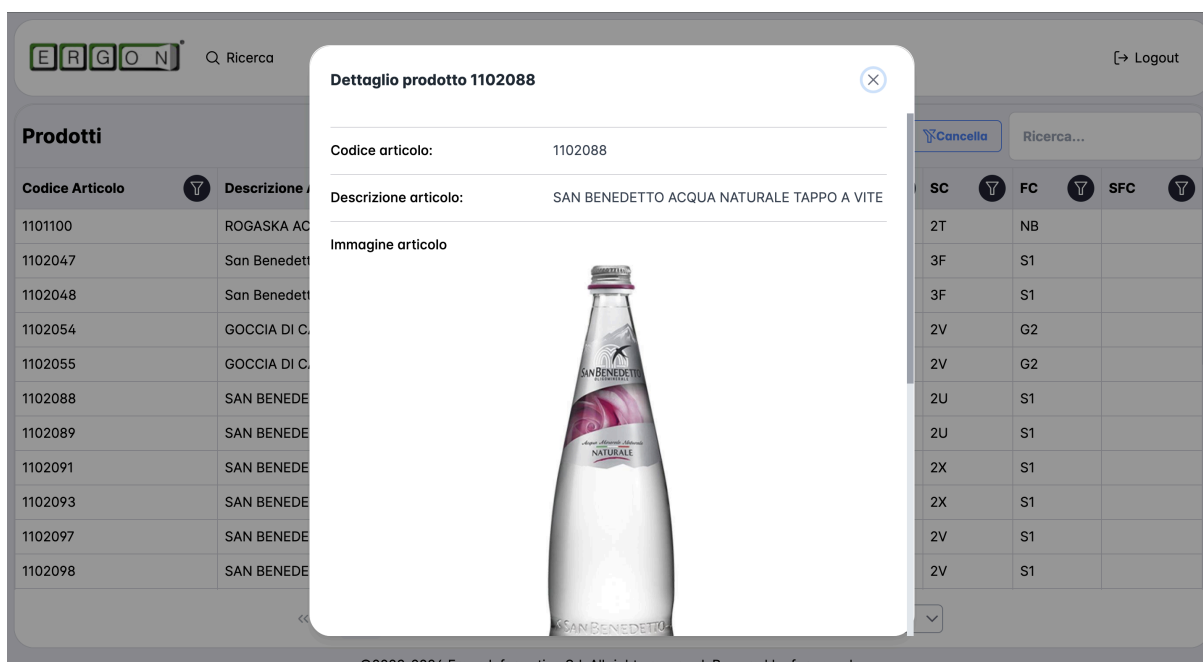 ERGON
Ricerca
Logout
Dettaglio prodotto 1102088
Prodotti
Cancella
Ricerca...
Codice articolo: 1102088
Codice Articolo Descrizione SC FC SFC
Descrizione articolo: SAN BENEDETTO ACQUA NATURALE TAPPO A VITE
Immagine articolo
1101100 ROGASKA AC 2T NB
1102047 San Benedett 3F S1
1102048 San Benedett 3F S1
1102054 GOCCIA DI C 2V G2
1102055 GOCCIA DI C 2V G2
1102088 SAN BENEDE 2U S1
1102089 SAN BENEDE 2U S1
1102091 SAN BENEDE 2X S1
1102093 SAN BENEDE 2X S1
1102097 SAN BENEDE 2V S1
1102098 SAN BENEDE 2V S1
SAN BENEDETTO
Acqua Minerale Naturale
NATURALE
SAN BENEDETTO